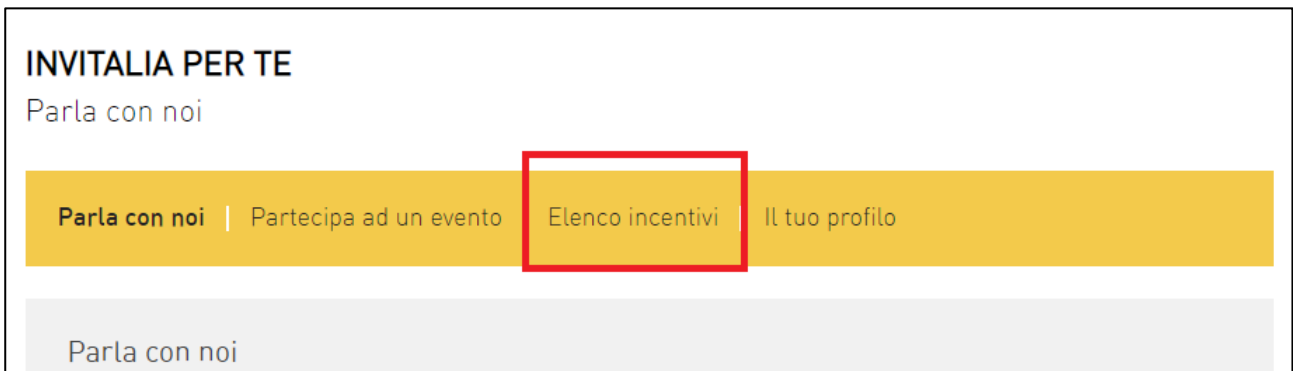 INVITALIA PER TE
Parla con noi
Parla con noi | Partecipa ad un evento Elenco incentivi | Il tuo profilo
Parla con noi